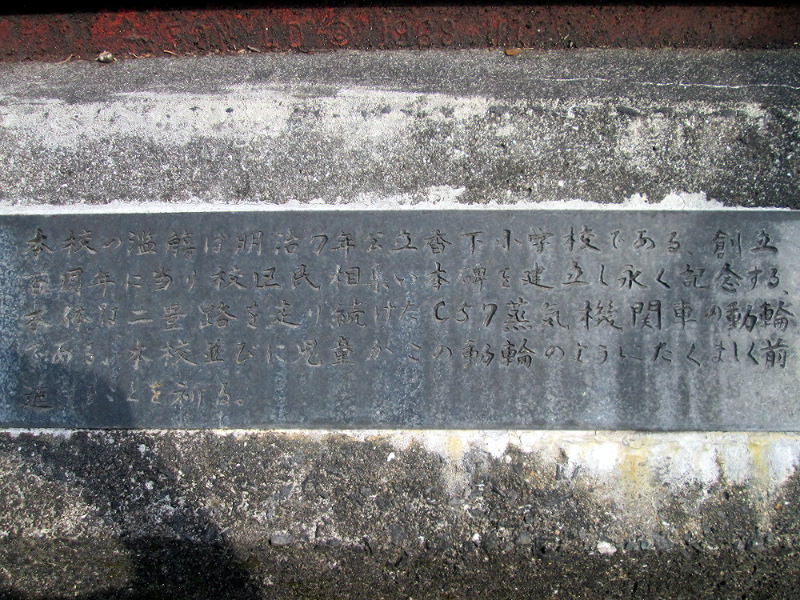 本校の濫觴は明治7年公立香下小学校である 創立
百周年に当り校区民相集い本碑を建立し永く記念する、
本体は二豊路を走り続けたC57蒸気機関車の動輪
である、本校並びに児童がこの動輪のようにたくましく前
進することを祈る。